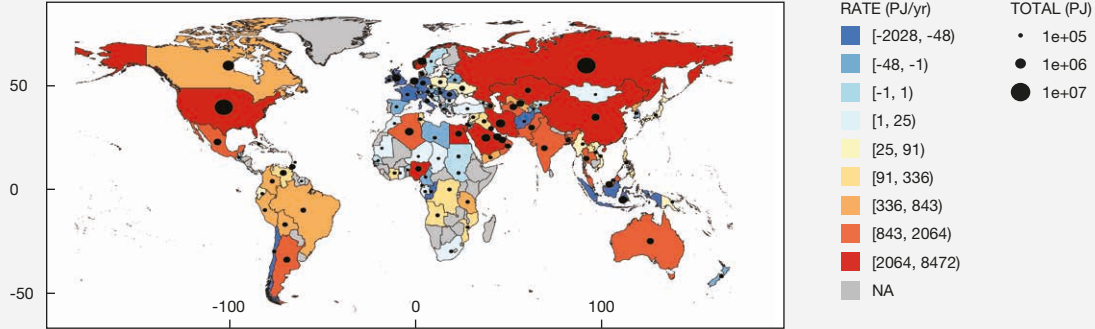 RATE (PJ/yr)
[-2028, -48)
[-48, -1)
[-1, 1)
[1, 25)
[25, 91)
[91, 336)
[336, 843)
[843, 2064)
[2064, 8472)
NA
TOTAL (PJ)
1e+05
1e+06
1e+07
50
0
-50
-100
0
100